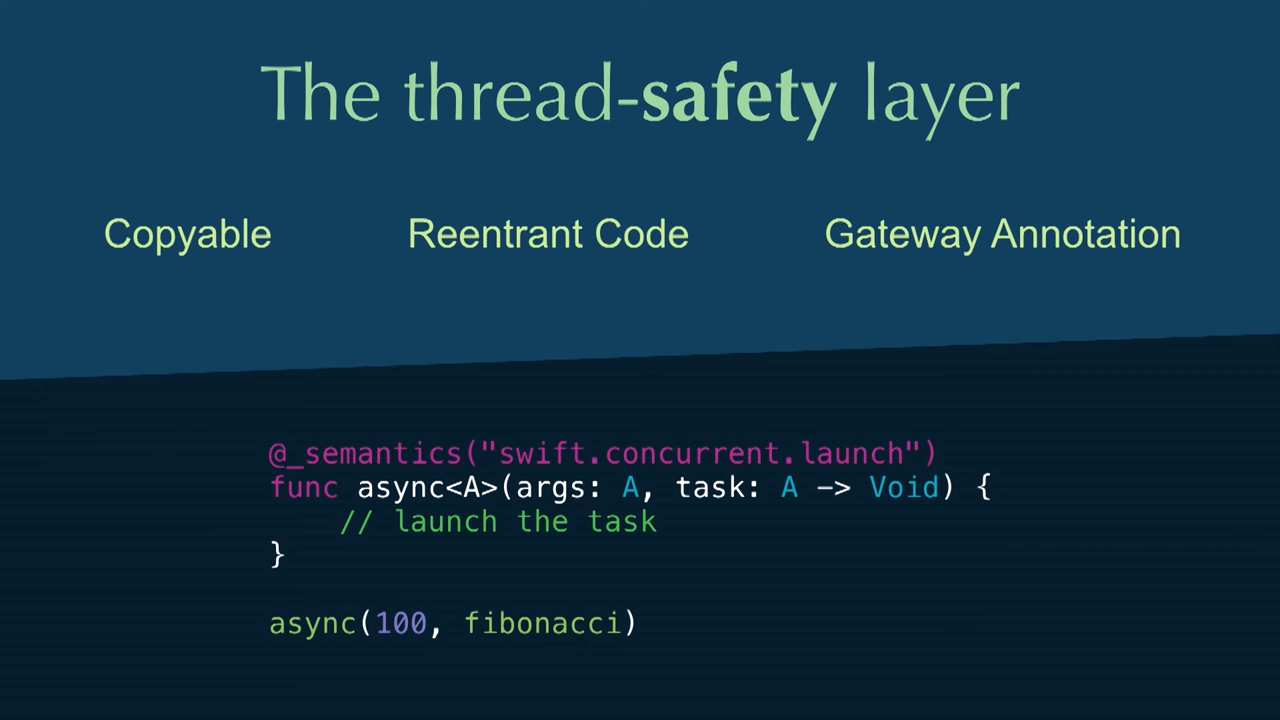 The thread-safety layer
Copyable
Reentrant Code
Gateway Annotation
@_semantics("swift.concurrent.launch")
func async<A>(args: A, task: A -> Void) {
    // launch the task
}
async(100, fibonacci)